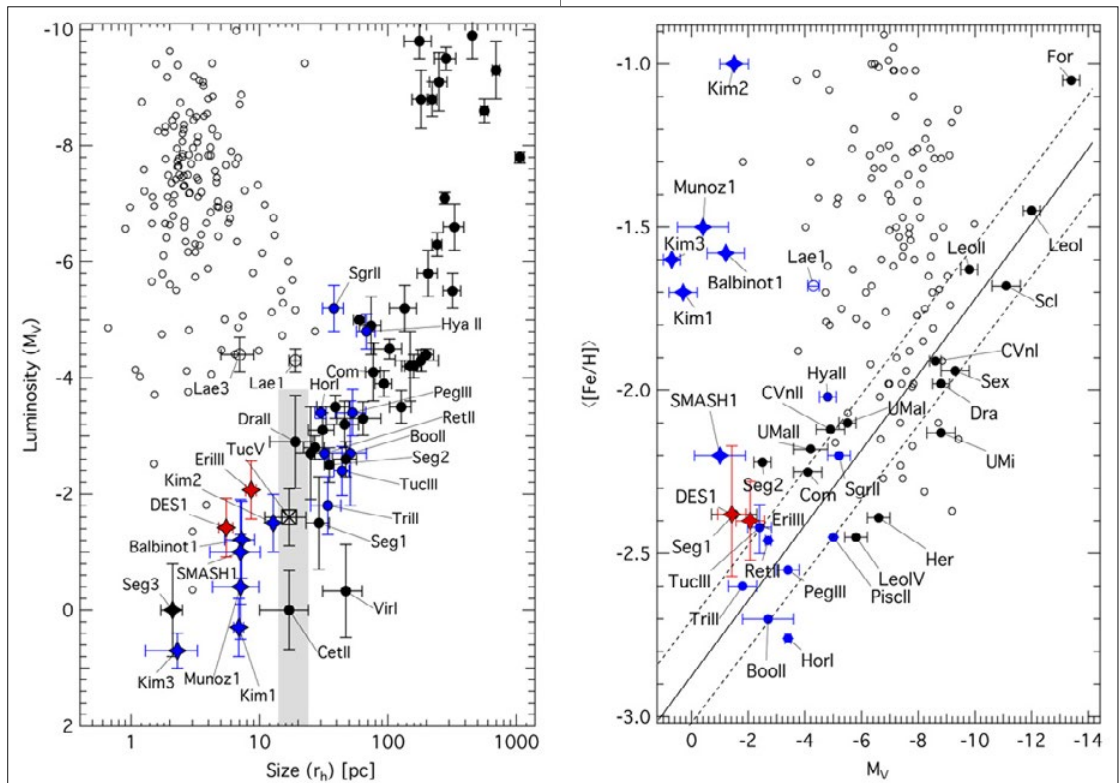 -10
-8
-6
-4
-2
0
2
Luminosity (M_V)
1
10
100
1000
Size (r_h) [pc]
SgrII
Hya II
Lae3
Lae1
HorI
Com
PegIII
DraII
RetII
BooII
TucV
EriIII
Seg2
Kim2
TucIII
DES1
TriII
Balbinot1
Seg1
SMASH1
Seg3
VirI
CetII
Kim3
Munoz1
Kim1
-1.0
-1.5
-2.0
-2.5
-3.0
⟨[Fe/H]⟩
0
-2
-4
-6
-8
-10
-12
-14
M_V
For
Kim2
Munoz1
Kim3
LeoII
LeoI
Balbinot1
Lae1
Scl
Kim1
CVnI
HyaII
Sex
SMASH1
CVnII
UMaI
Dra
UMaII
UMi
Seg2
Com
SgrII
DES1
EriIII
Her
Seg1
TucIII
RetII
LeoIV
PegIII
PiscII
TriII
BooII
HorI